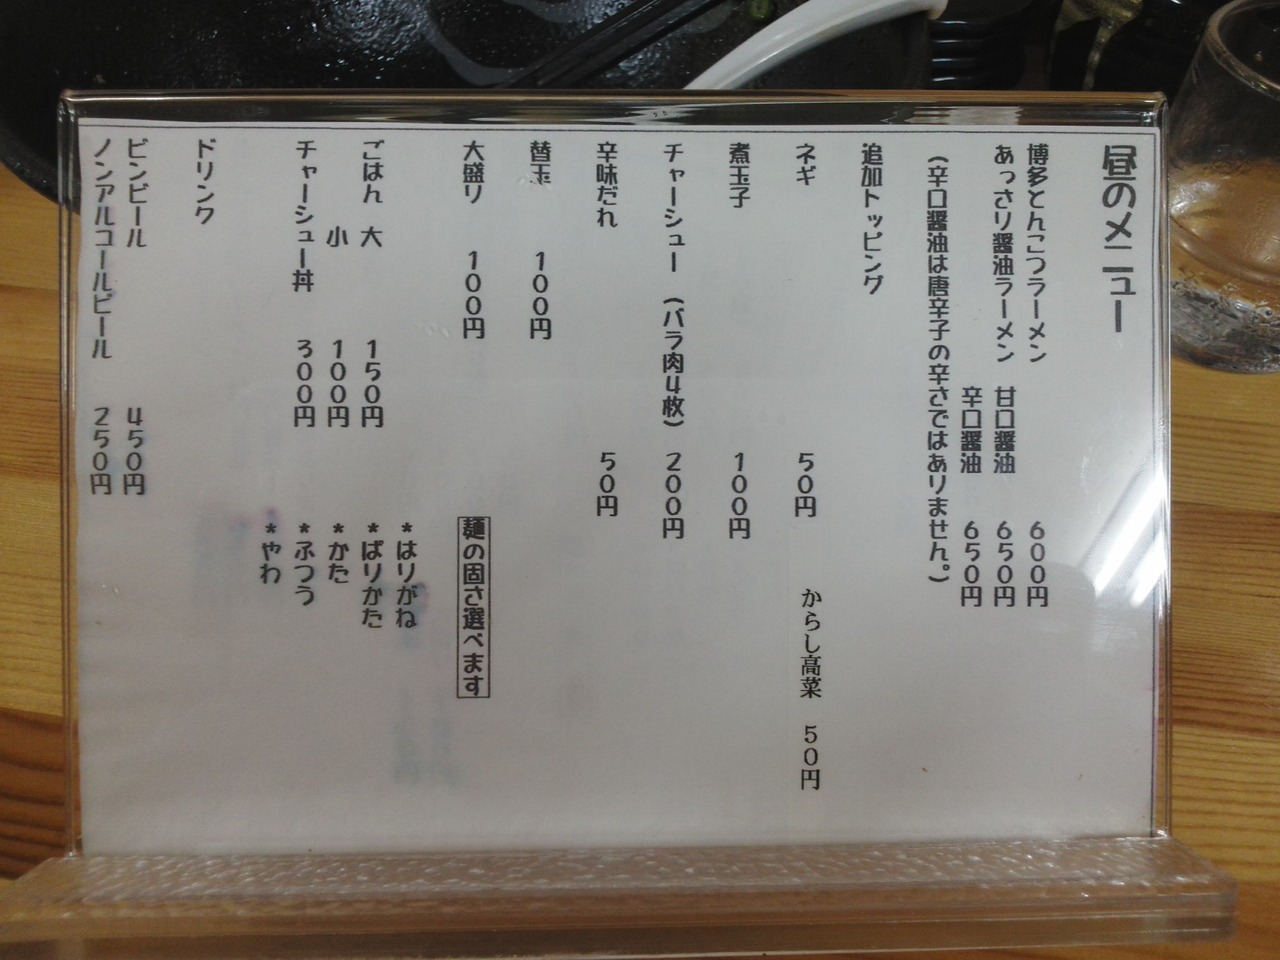 昼のメニュー
博多とんこつラーメン 600円
あっさり醤油ラーメン 甘口醤油 650円
辛口醤油 650円
(辛口醤油は唐辛子の辛さではありません。)
追加トッピング
ネギ 50円
からし高菜 50円
煮玉子 100円
チャーシュー (バラ肉4枚) 200円
辛味だれ 50円
替玉 100円
大盛り 100円
麺の固さ選べます
*はりがね
*ばりかた
*かた
*ふつう
*やわ
ごはん 大 150円
小 100円
チャーシュー丼 300円
ドリンク
ビンビール 450円
ノンアルコールビール 250円